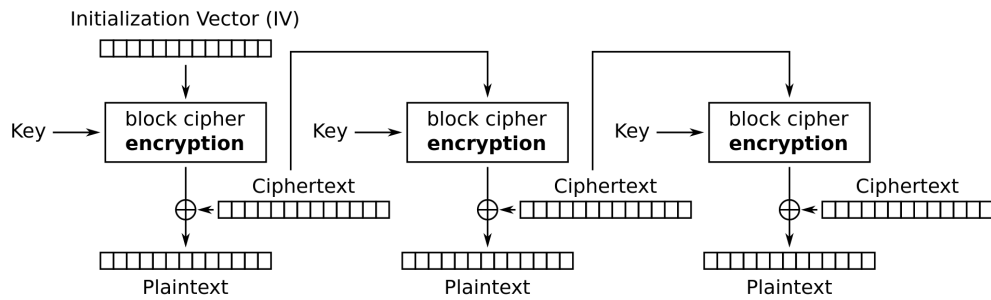 Initialization Vector (IV)
Key
block cipher
encryption
Ciphertext
Plaintext
Key
block cipher
encryption
Ciphertext
Plaintext
Key
block cipher
encryption
Ciphertext
Plaintext